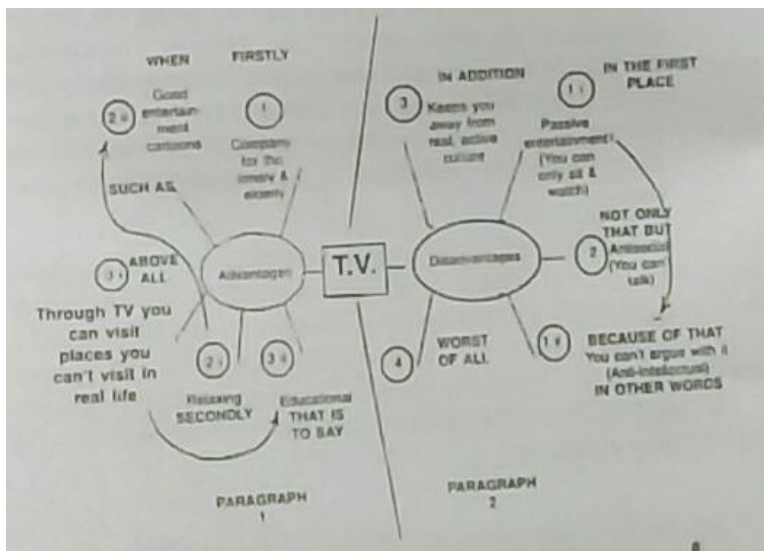 WHEN
FIRSTLY
2 ii
Good
entertain-
ment
cartoons
1
Company
for the
lonely &
elderly
SUCH AS
3 i
ABOVE
ALL
Through TV you
can visit
places you
can't visit in
real life
Advantages
2 i
Relaxing
SECONDLY
3 ii
Educational
THAT IS
TO SAY
PARAGRAPH
1
T.V.
IN ADDITION
3
Keeps you
away from
real, active
culture
1 i
IN THE FIRST
PLACE
Passive
entertainment
(You can
only sit &
watch)
Disadvantages
NOT ONLY
THAT BUT
2
Antisocial
(You can't
talk)
4
WORST
OF ALL
1 ii
BECAUSE OF THAT
You can't argue with it
(Anti-intellectual)
IN OTHER WORDS
PARAGRAPH
2